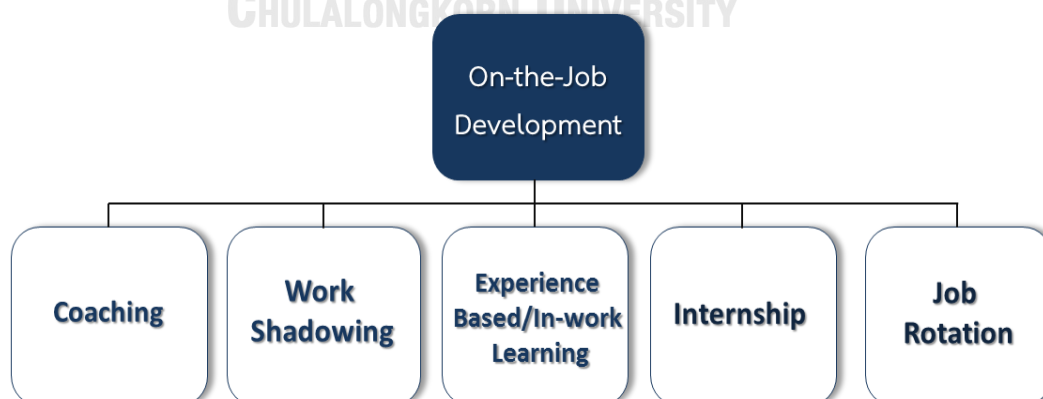 CHULALONGKORN UNIVERSITY
On-the-Job
Development
Coaching
Work
Shadowing
Experience
Based/In-work
Learning
Internship
Job
Rotation